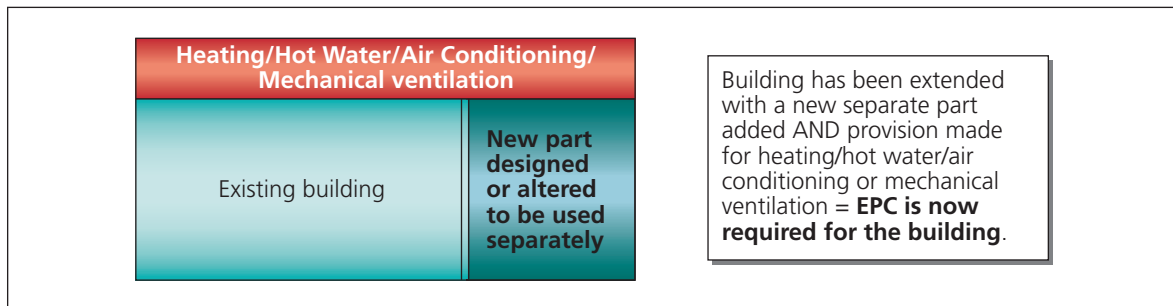 Heating/Hot Water/Air Conditioning/
Mechanical ventilation
Existing building
New part
designed
or altered
to be used
separately
Building has been extended
with a new separate part
added AND provision made
for heating/hot water/air
conditioning or mechanical
ventilation = EPC is now
required for the building.